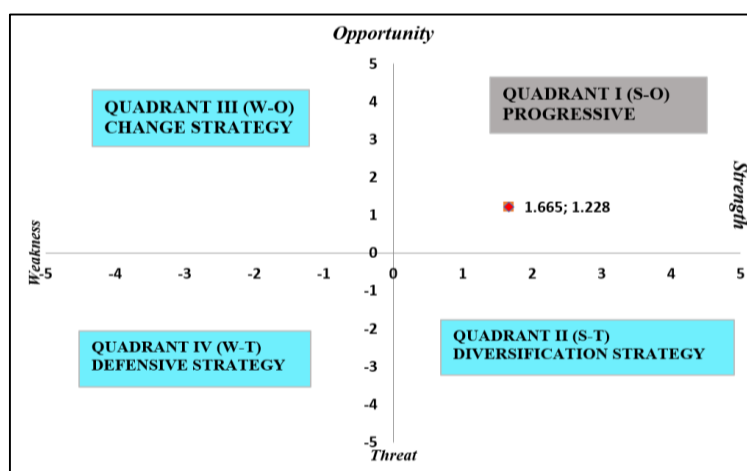 Opportunity
QUADRANT III (W-O)
CHANGE STRATEGY
QUADRANT I (S-O)
PROGRESSIVE
5
4
3
2
1
0
-1
-2
-3
-4
-5
1.665; 1.228
Strength
Weakness
-5 -4 -3 -2 -1 0 1 2 3 4 5
QUADRANT IV (W-T)
DEFENSIVE STRATEGY
QUADRANT II (S-T)
DIVERSIFICATION STRATEGY
Threat